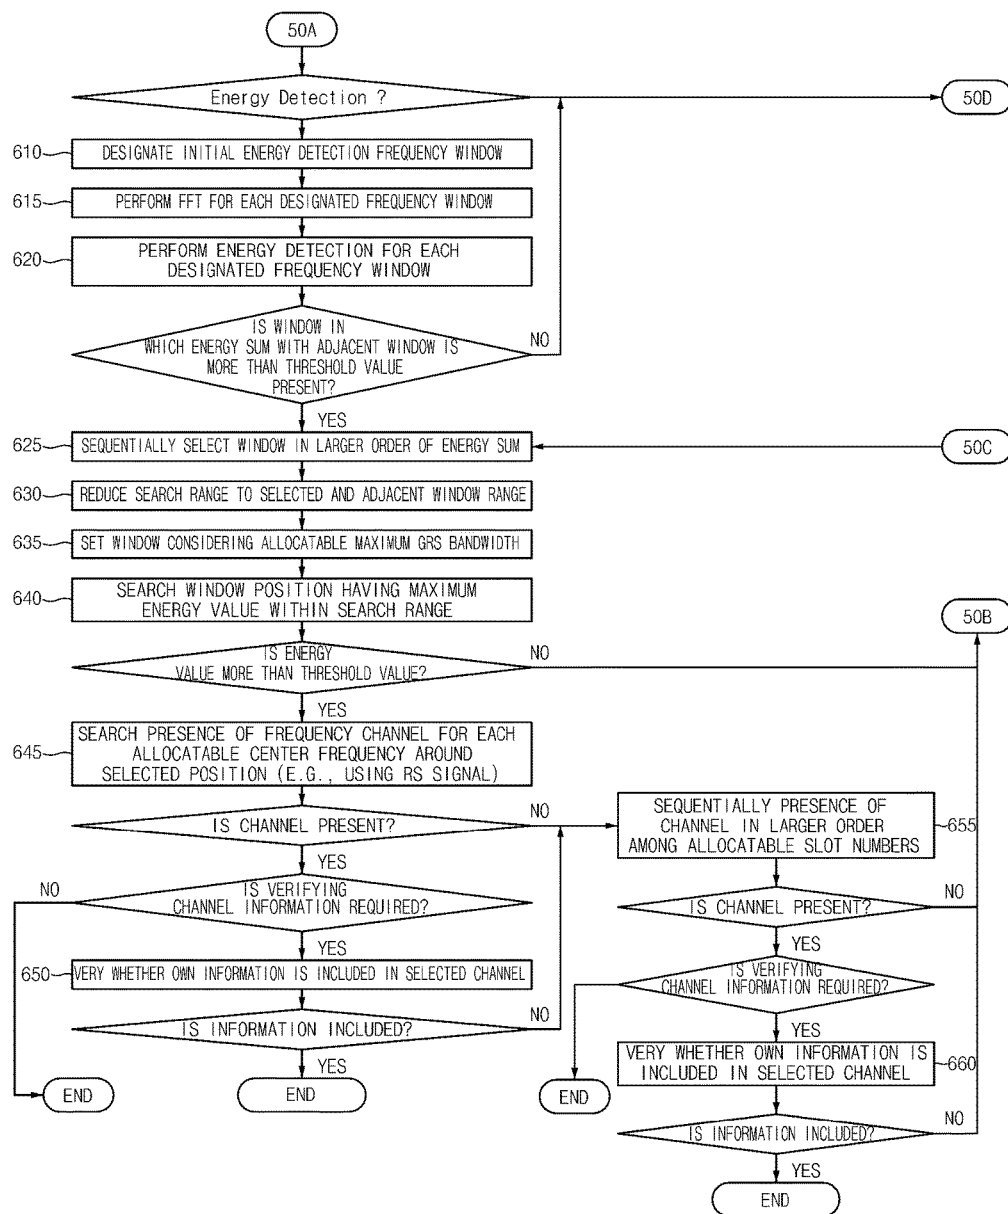 50A
Energy Detection ?
50D
610
DESIGNATE INITIAL ENERGY DETECTION FREQUENCY WINDOW
615
PERFORM FFT FOR EACH DESIGNATED FREQUENCY WINDOW
620
PERFORM ENERGY DETECTION FOR EACH
DESIGNATED FREQUENCY WINDOW
IS WINDOW IN
WHICH ENERGY SUM WITH ADJACENT WINDOW IS
MORE THAN THRESHOLD VALUE
PRESENT?
NO
YES
625
SEQUENTIALLY SELECT WINDOW IN LARGER ORDER OF ENERGY SUM
50C
630
REDUCE SEARCH RANGE TO SELECTED AND ADJACENT WINDOW RANGE
635
SET WINDOW CONSIDERING ALLOCATABLE MAXIMUM GRS BANDWIDTH
640
SEARCH WINDOW POSITION HAVING MAXIMUM
ENERGY VALUE WITHIN SEARCH RANGE
50B
IS ENERGY
VALUE MORE THAN THRESHOLD VALUE?
NO
YES
645
SEARCH PRESENCE OF FREQUENCY CHANNEL FOR EACH
ALLOCATABLE CENTER FREQUENCY AROUND
SELECTED POSITION (E.G., USING RS SIGNAL)
IS CHANNEL PRESENT?
NO
YES
IS VERIFYING
CHANNEL INFORMATION REQUIRED?
NO
YES
650
VERY WHETHER OWN INFORMATION IS INCLUDED IN SELECTED CHANNEL
IS INFORMATION INCLUDED?
NO
YES
END
END
SEQUENTIALLY PRESENCE OF
CHANNEL IN LARGER ORDER
AMONG ALLOCATABLE SLOT NUMBERS
655
IS CHANNEL PRESENT?
NO
YES
IS VERIFYING
CHANNEL INFORMATION REQUIRED?
YES
END
VERY WHETHER OWN INFORMATION IS
INCLUDED IN SELECTED CHANNEL
660
IS INFORMATION INCLUDED?
NO
YES
END